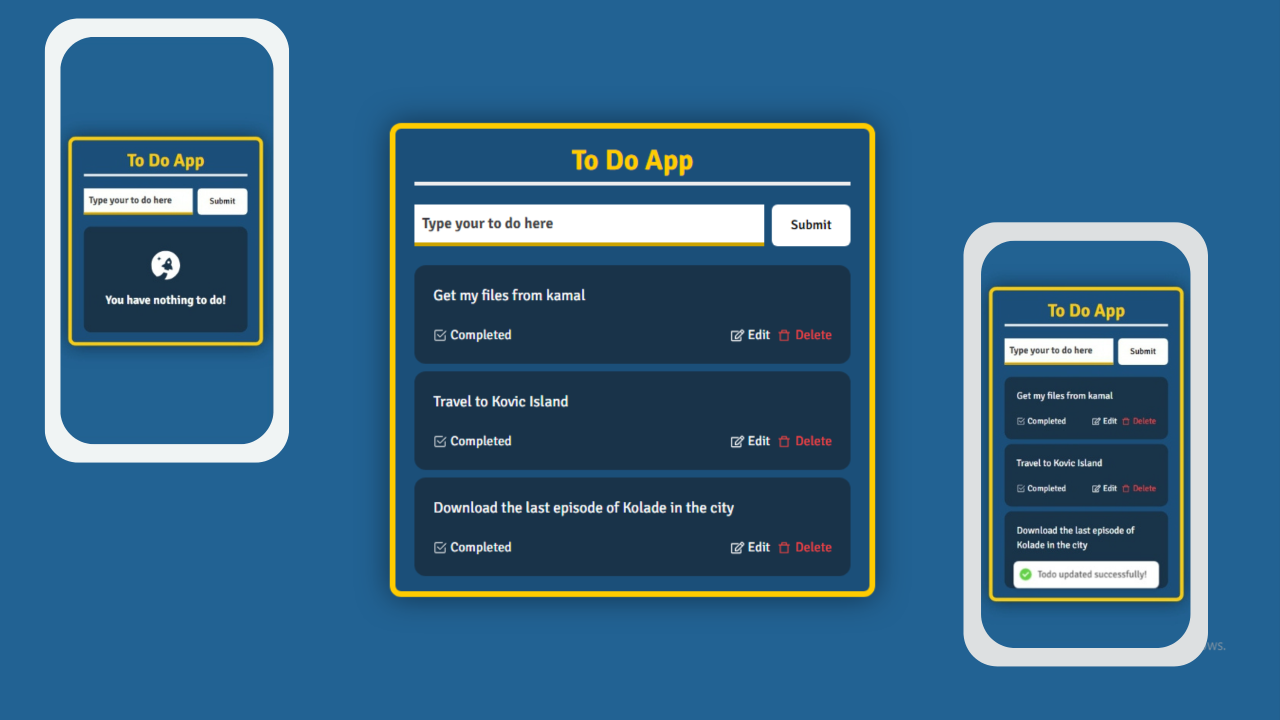 To Do App
Type your to do here
Submit
You have nothing to do!
To Do App
Type your to do here
Submit
Get my files from kamal
Completed Edit Delete
Travel to Kovic Island
Completed Edit Delete
Download the last episode of Kolade in the city
Completed Edit Delete
To Do App
Type your to do here
Submit
Get my files from kamal
Completed Edit Delete
Travel to Kovic Island
Completed Edit Delete
Download the last episode of
Kolade in the city
Todo updated successfully!